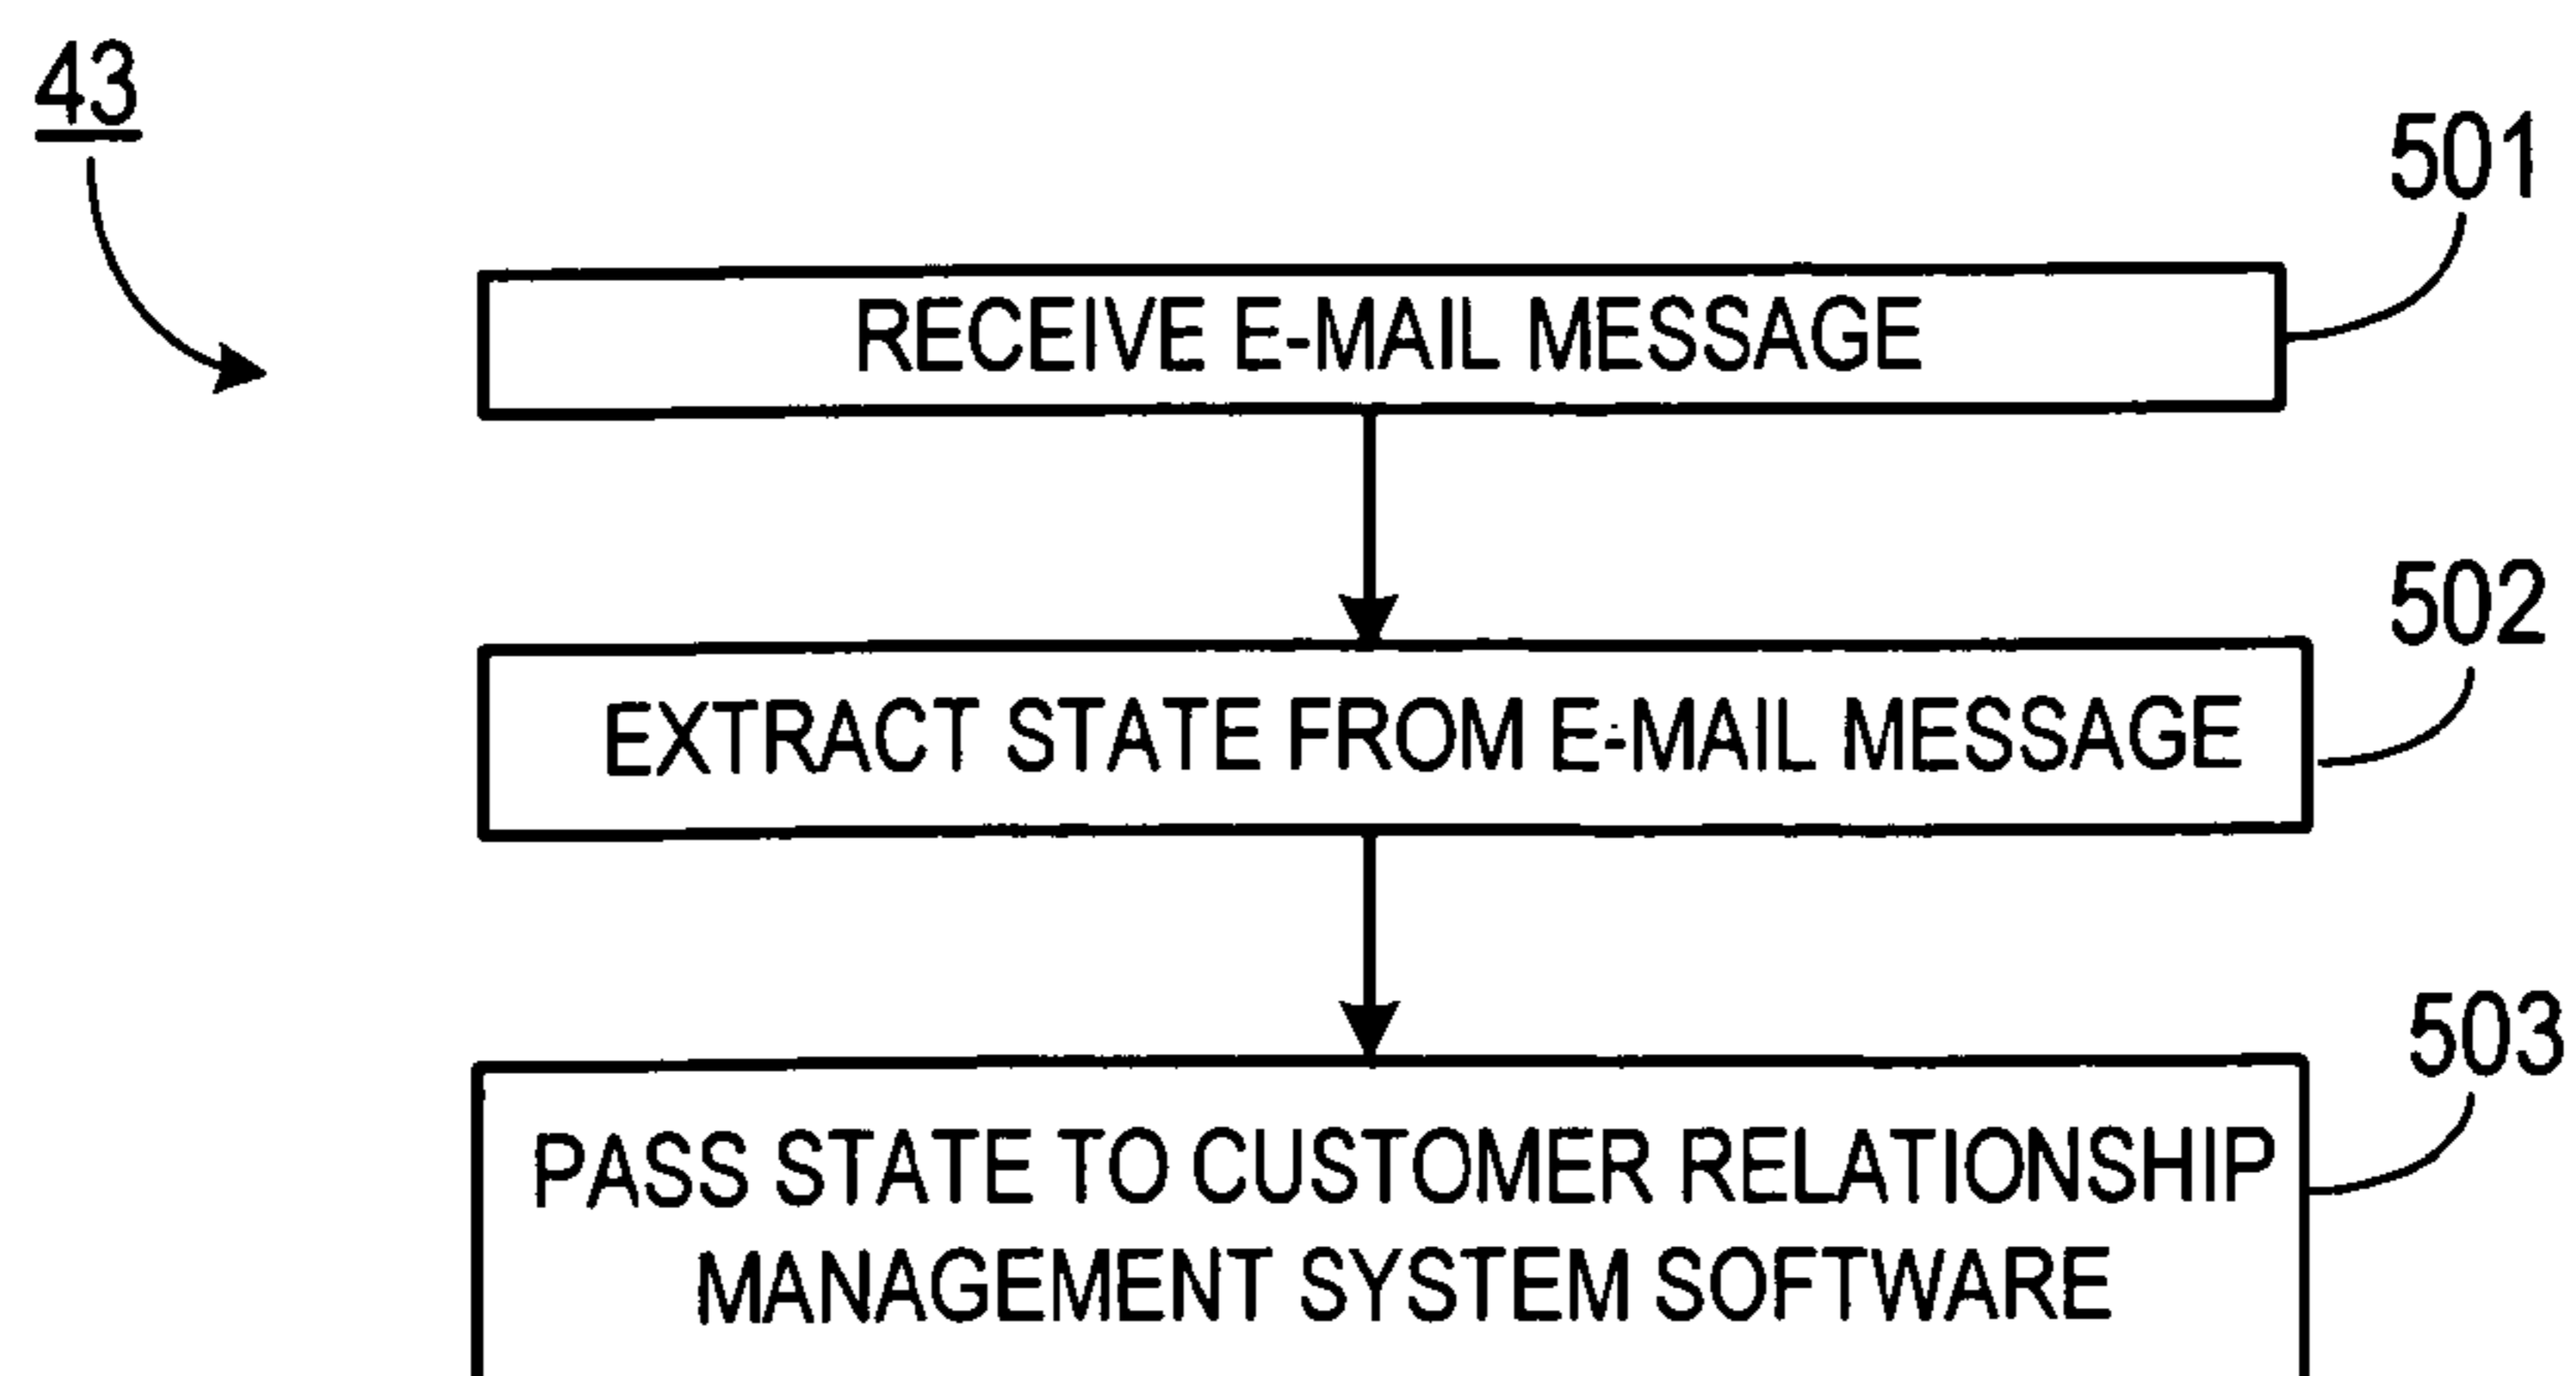 43
501
RECEIVE E-MAIL MESSAGE
502
EXTRACT STATE FROM E-MAIL MESSAGE
503
PASS STATE TO CUSTOMER RELATIONSHIP
MANAGEMENT SYSTEM SOFTWARE